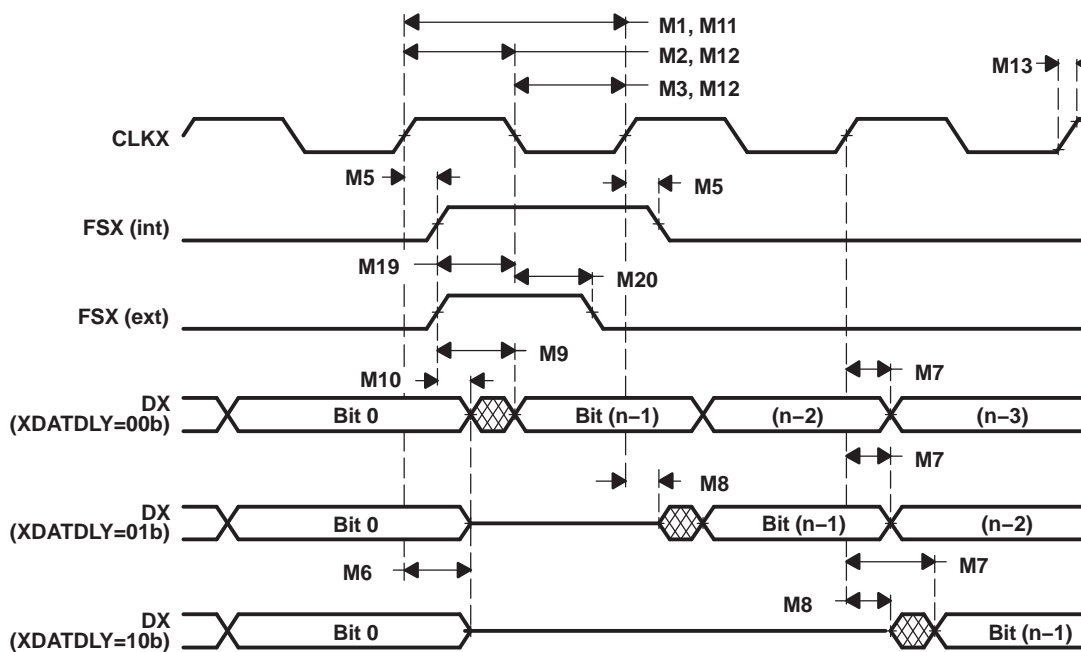 M1, M11
M2, M12
M13
M3, M12
CLKX
M5
M5
FSX (int)
M19
M20
FSX (ext)
M9
M10
M7
DX
(XDATDLY=00b)
Bit 0
Bit (n−1)
(n−2)
(n−3)
M7
M8
DX
(XDATDLY=01b)
Bit 0
Bit (n−1)
(n−2)
M6
M7
M8
DX
(XDATDLY=10b)
Bit 0
Bit (n−1)